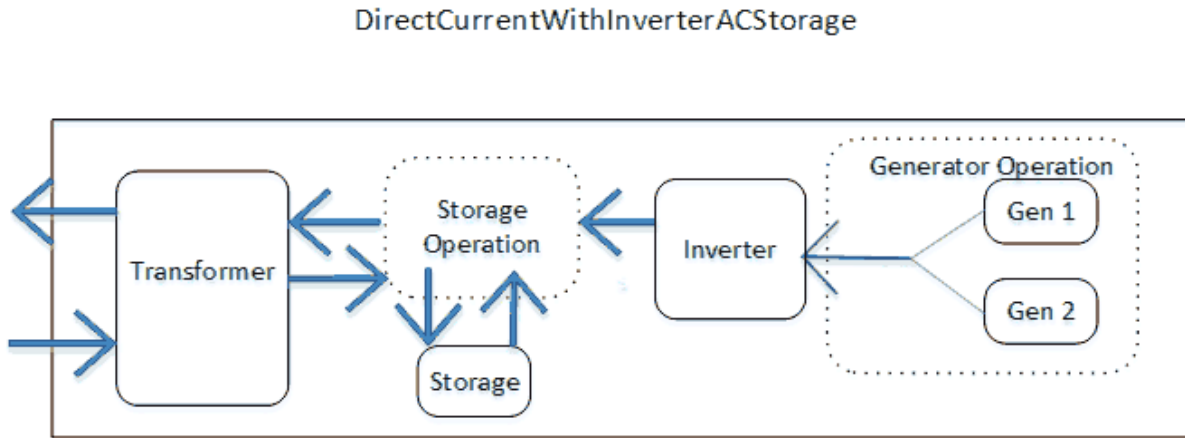 DirectCurrentWithInverterACStorage
Generator Operation
Storage
Operation
Gen 1
Inverter
Transformer
Gen 2
Storage